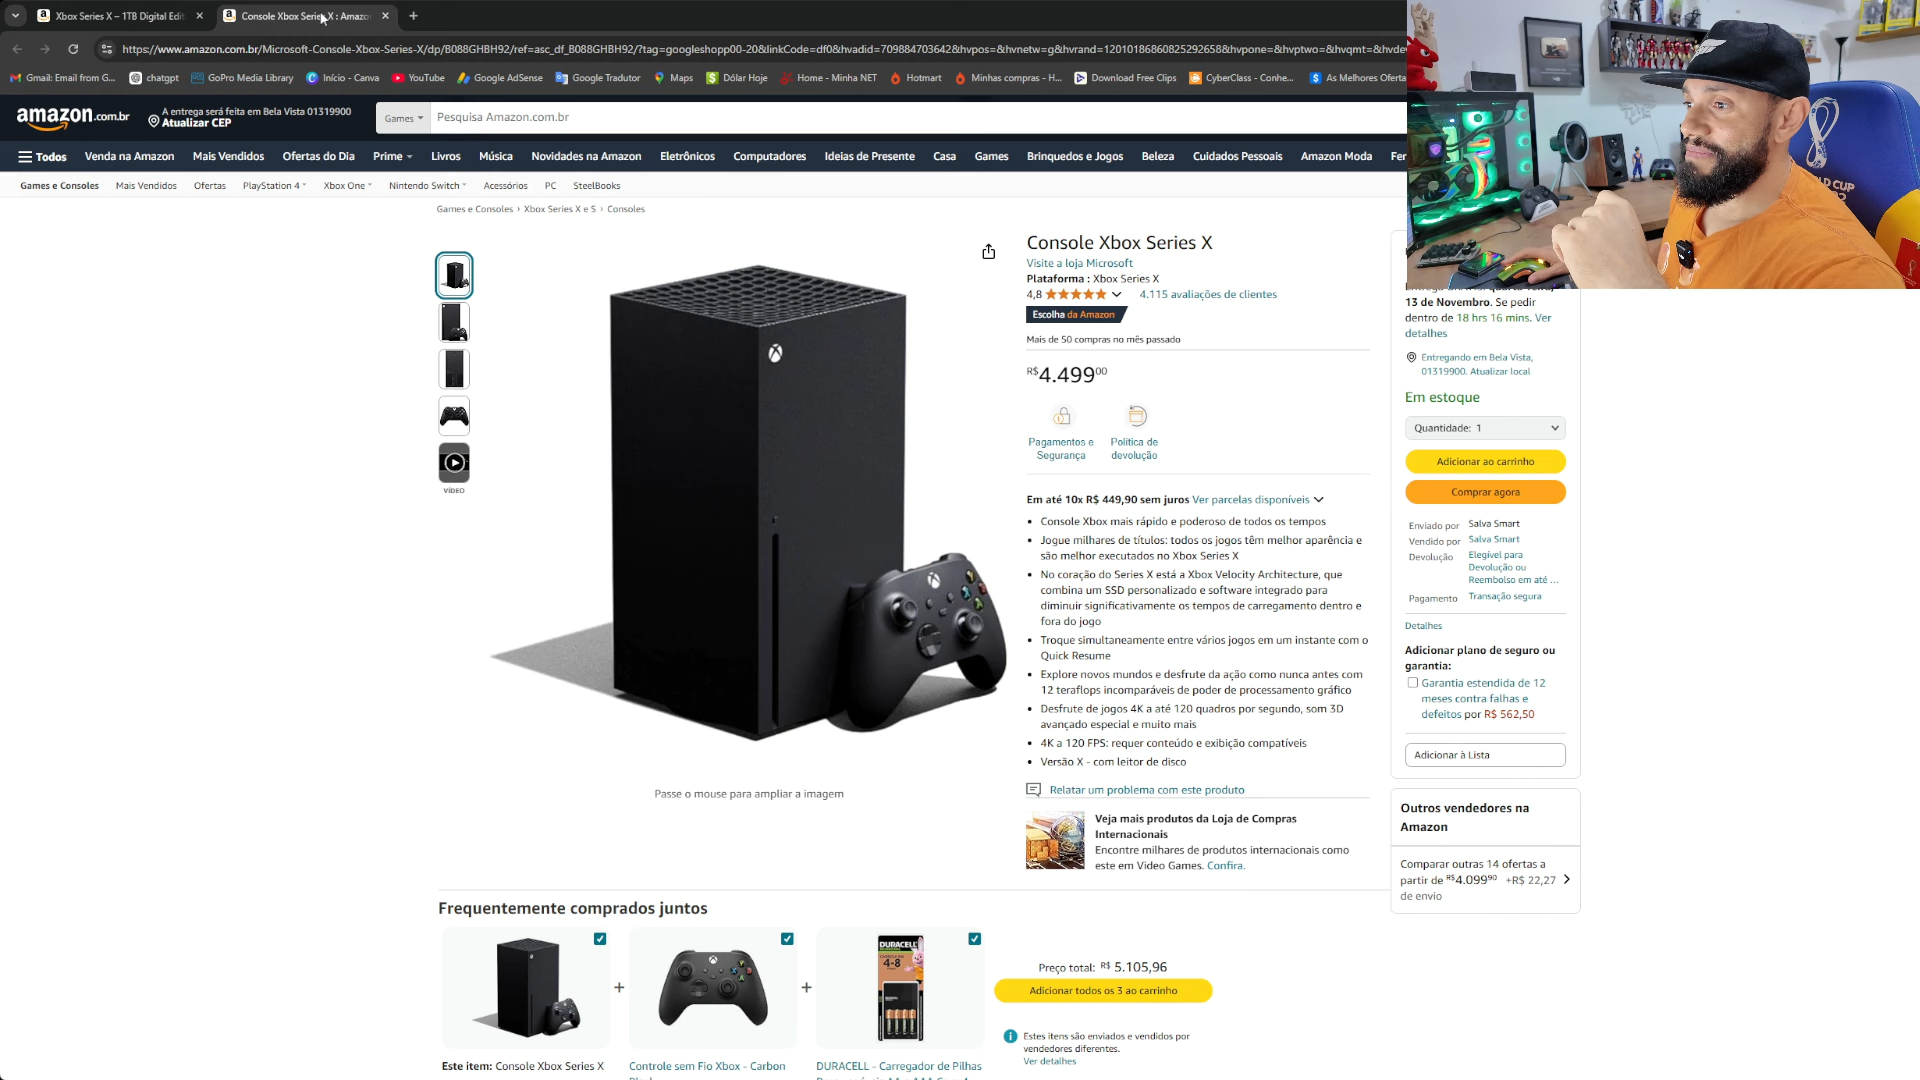 Xbox Series X – 1TB Digital Edit
Console Xbox Series X : Amazo
https://www.amazon.com.br/Microsoft-Console-Xbox-Series-X/dp/B088GHBH92/ref=asc_df_B088GHBH92/?tag=googleshopp00-20&linkCode=df0&hvadid=709884703642&hvpos=&hvnetw=g&hvrand=12010186860825292658&hvpone=&hvptwo=&hvqmt=&hvde
Gmail: Email from G...
chatgpt
GoPro Media Library
Início - Canva
YouTube
Google AdSense
Google Tradutor
Maps
Dólar Hoje
Home - Minha NET
Hotmart
Minhas compras - H...
Download Free Clips
CyberClass - Conhe...
As Melhores Oferta
amazon.com.br
A entrega será feita em Bela Vista 01319900
Atualizar CEP
Games
Pesquisa Amazon.com.br
Todos
Venda na Amazon
Mais Vendidos
Ofertas do Dia
Prime
Livros
Música
Novidades na Amazon
Eletrônicos
Computadores
Ideias de Presente
Casa
Games
Brinquedos e Jogos
Beleza
Cuidados Pessoais
Amazon Moda
Fer
Games e Consoles
Mais Vendidos
Ofertas
PlayStation 4
Xbox One
Nintendo Switch
Acessórios
PC
SteelBooks
Games e Consoles › Xbox Series X e S › Consoles
VÍDEO
Passe o mouse para ampliar a imagem
Console Xbox Series X
Visite a loja Microsoft
Plataforma : Xbox Series X
4,8
4.115 avaliações de clientes
Escolha da Amazon
Mais de 50 compras no mês passado
R$4.49900
Pagamentos e
Segurança
Política de
devolução
Em até 10x R$ 449,90 sem juros Ver parcelas disponíveis
• Console Xbox mais rápido e poderoso de todos os tempos
• Jogue milhares de títulos: todos os jogos têm melhor aparência e
são melhor executados no Xbox Series X
• No coração do Series X está a Xbox Velocity Architecture, que
combina um SSD personalizado e software integrado para
diminuir significativamente os tempos de carregamento dentro e
fora do jogo
• Troque simultaneamente entre vários jogos em um instante com o
Quick Resume
• Explore novos mundos e desfrute da ação como nunca antes com
12 teraflops incomparáveis de poder de processamento gráfico
• Desfrute de jogos 4K a até 120 quadros por segundo, som 3D
avançado especial e muito mais
• 4K a 120 FPS: requer conteúdo e exibição compatíveis
• Versão X - com leitor de disco
Relatar um problema com este produto
Veja mais produtos da Loja de Compras
Internacionais
Encontre milhares de produtos internacionais como
este em Video Games. Confira.
13 de Novembro. Se pedir
dentro de 18 hrs 16 mins. Ver
detalhes
Entregando em Bela Vista,
01319900. Atualizar local
Em estoque
Quantidade: 1
Adicionar ao carrinho
Comprar agora
Enviado por Salva Smart
Vendido por Salva Smart
Devolução Elegível para
Devolução ou
Reembolso em até ...
Pagamento Transação segura
Detalhes
Adicionar plano de seguro ou
garantia:
Garantia estendida de 12
meses contra falhas e
defeitos por R$ 562,50
Adicionar à Lista
Outros vendedores na
Amazon
Comparar outras 14 ofertas a
partir de R$4.09990 +R$ 22,27
de envio
Frequentemente comprados juntos
DURACELL
4-8
Este item: Console Xbox Series X
Controle sem Fio Xbox - Carbon
DURACELL - Carregador de Pilhas
Preço total: R$ 5.105,96
Adicionar todos os 3 ao carrinho
Estes itens são enviados e vendidos por
vendedores diferentes.
Ver detalhes